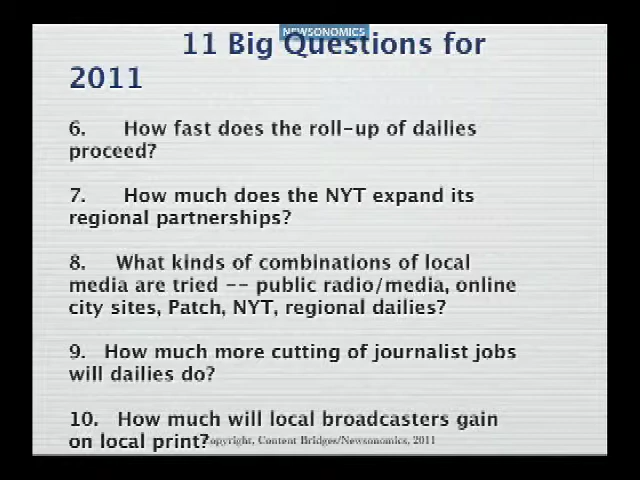 NEWSONOMICS
11 Big Questions for
2011
6. How fast does the roll-up of dailies
proceed?
7. How much does the NYT expand its
regional partnerships?
8. What kinds of combinations of local
media are tried -- public radio/media, online
city sites, Patch, NYT, regional dailies?
9. How much more cutting of journalist jobs
will dailies do?
10. How much will local broadcasters gain
on local print?
opyright, Content Bridges/Newsonomics, 2011